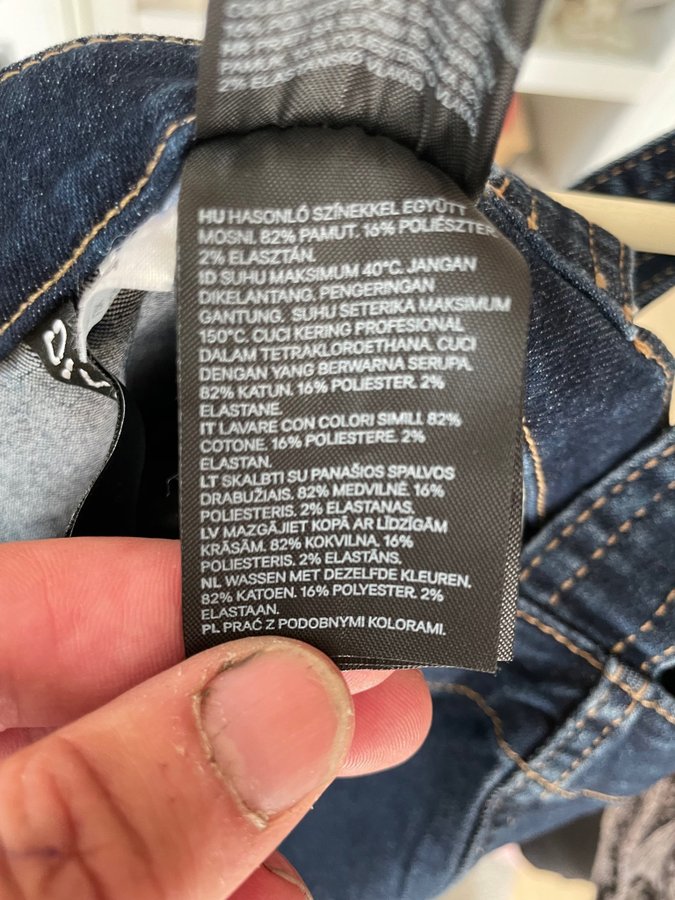 2% ELASTAN
HU HASONLÓ SZÍNEKKEL EGYÜTT
MOSNI. 82% PAMUT. 16% POLIÉSZTER.
2% ELASZTÁN.
ID SUHU MAKSIMUM 40°C. JANGAN
DIKELANTANG. PENGERINGAN
GANTUNG. SUHU SETERIKA MAKSIMUM
150°C. CUCI KERING PROFESIONAL
DALAM TETRAKLOROETHANA. CUCI
DENGAN YANG BERWARNA SERUPA.
82% KATUN. 16% POLIESTER. 2%
ELASTANE.
IT LAVARE CON COLORI SIMILI. 82%
COTONE. 16% POLIESTERE. 2%
ELASTAN.
LT SKALBTI SU PANAŠIOS SPALVOS
DRABUŽIAIS. 82% MEDVILNĖ. 16%
POLIESTERIS. 2% ELASTANAS.
LV MAZGĀJIET KOPĀ AR LĪDZĪGĀM
KRĀSĀM. 82% KOKVILNA. 16%
POLIESTERIS. 2% ELASTĀNS.
NL WASSEN MET DEZELFDE KLEUREN.
82% KATOEN. 16% POLYESTER. 2%
ELASTAAN.
PL PRAĆ Z PODOBNYMI KOLORAMI.